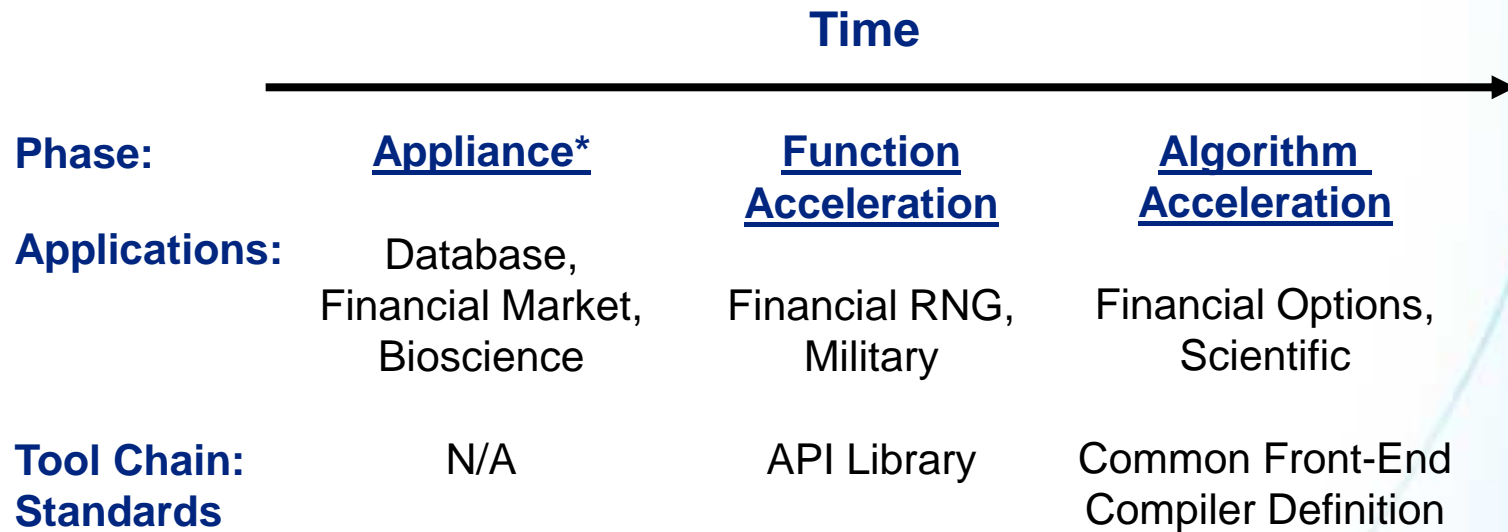 Time
Phase:
Appliance*
Function
Acceleration
Algorithm
Acceleration
Applications:
Database,
Financial Market,
Bioscience
Financial RNG,
Military
Financial Options,
Scientific
Tool Chain:
Standards
N/A
API Library
Common Front-End
Compiler Definition